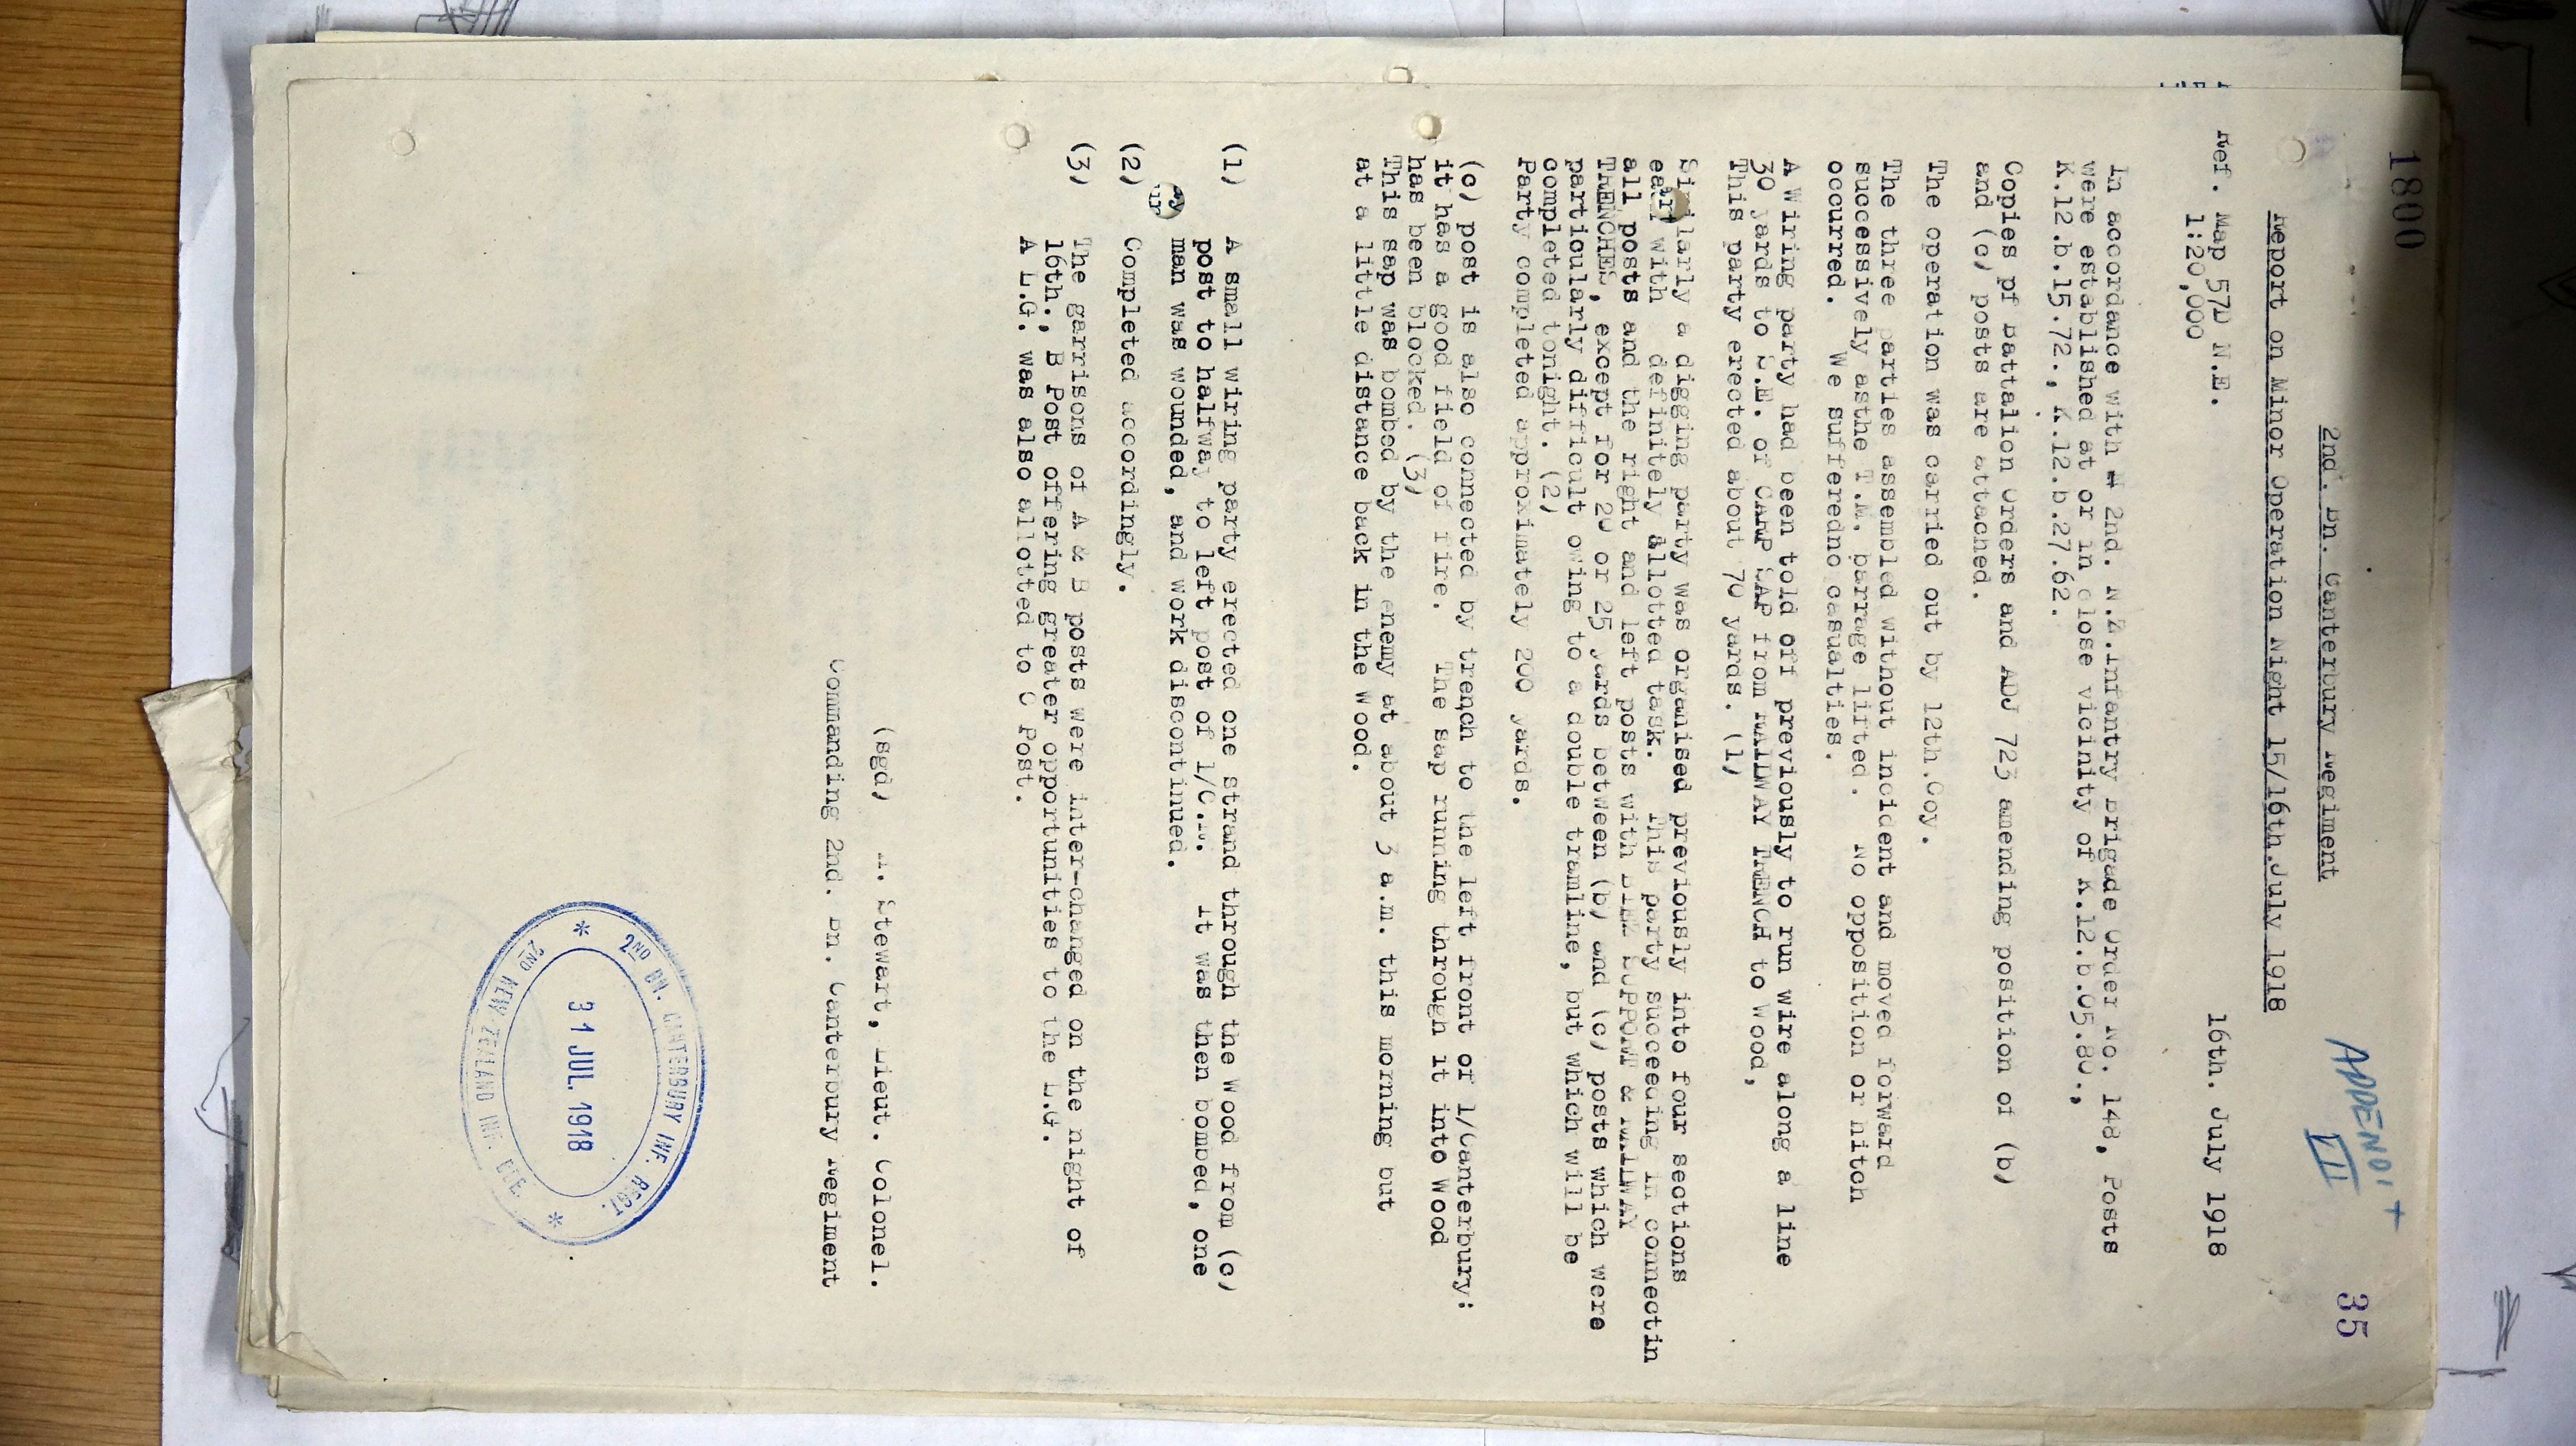 1800
35
APPENDIX
VII
2nd. Bn. Canterbury Regiment
Report on Minor Operation Night 15/16th.July 1918
16th. July 1918
Ref. Map 57D N.E.
1:20,000
In accordance with 2nd. N.Z.Infantry Brigade Order No. 148, Posts
were established at or in close vicinity of K.12.b.05.80.,
K.12.b.15.72., K.12.b.27.62.
Copies pf Battalion Orders and ADJ 723 amending position of (b)
and (c) posts are attached.
The operation was carried out by 12th.Coy.
The three parties assembled without incident and moved forward
successively asthe T.M. barrage lifted. No opposition or hitch
occurred. We sufferedno casualties.
A Wiring party had been told off previously to run wire along a line
30 yards to S.E. of CARP SAP from RAILWAY TRENCH to Wood,
This party erected about 70 yards. (1)
Similarly a digging party was organised previously into four sections
each with definitely allotted task. This party succeeding in connectin
all posts and the right and left posts with SUPPORT & RAILWAY
TRENCHES, except for 20 or 25 yards between (b) and (c) posts which were
particularly difficult owing to a double tramline, but which will be
completed tonight. (2)
Party completed approximately 200 yards.
(c) post is also connected by trench to the left front of 1/Canterbury:
it has a good field of fire. The sap running through it into Wood
has been blocked. (3)
This sap was bombed by the enemy at about 3 a.m. this morning but
at a little distance back in the Wood.
(1) A small wiring party erected one strand through the Wood from (c)
post to halfway to left post of 1/C.B. It was then bombed, one
man was wounded, and work discontinued.
(2) Completed accordingly.
(3) The garrisons of A & B posts were inter-changed on the night of
16th., B Post offering greater opportunities to the L.G.
A L.G. was also allotted to C Post.
(sgd) H. Stewart, Lieut. Colonel.
Commanding 2nd. Bn. Canterbury Regiment
2ND BN. CANTERBURY INF. REGT.
31 JUL. 1918
2ND NEW ZEALAND INF. BDE.